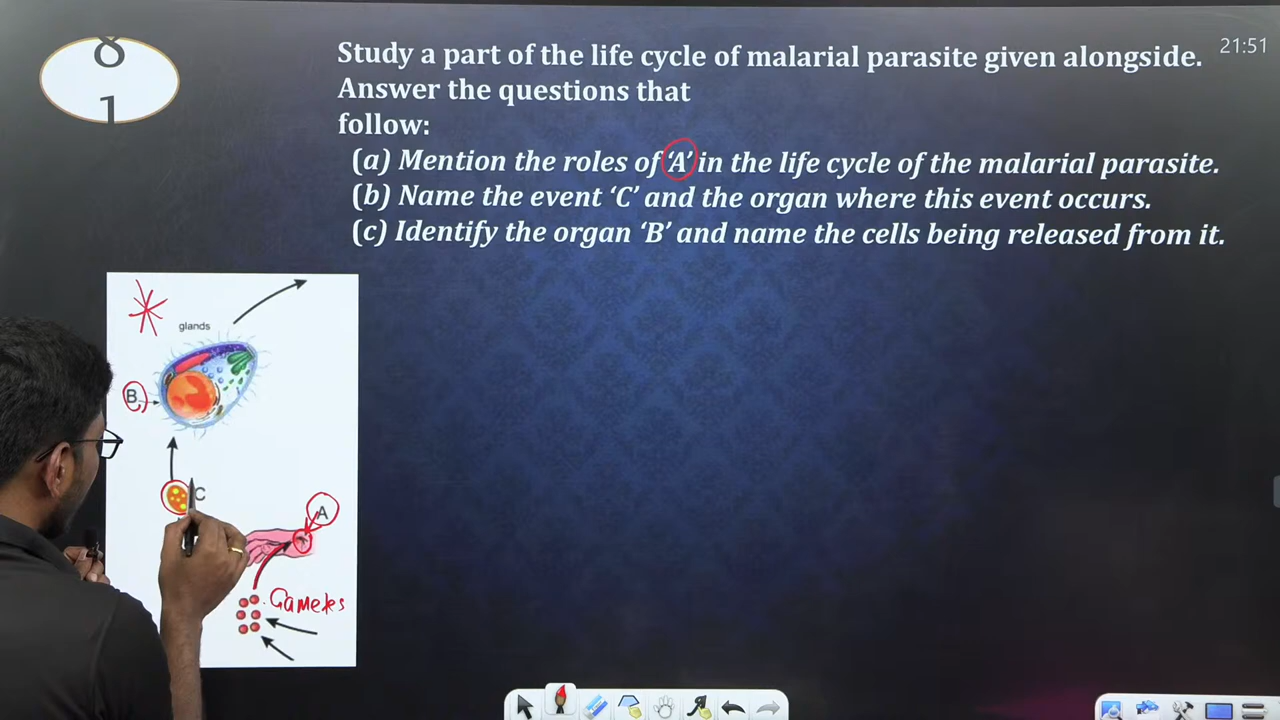 8
1
21:51
Study a part of the life cycle of malarial parasite given alongside.
Answer the questions that
follow:
(a) Mention the roles of 'A' in the life cycle of the malarial parasite.
(b) Name the event 'C' and the organ where this event occurs.
(c) Identify the organ 'B' and name the cells being released from it.
glands
B
C
A
Gametes